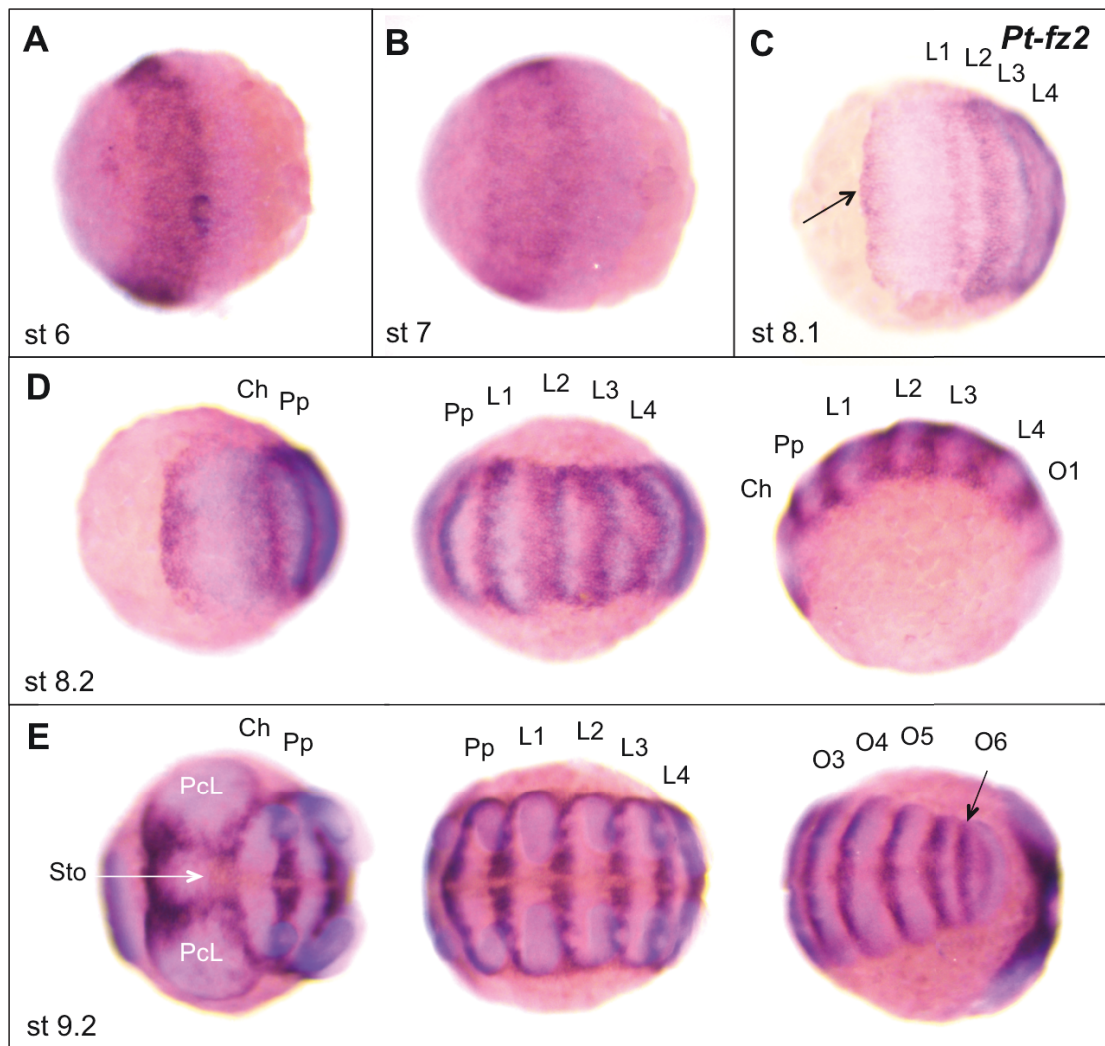 A
B
C
Pt-fz2
L1
L2
L3
L4
st 6
st 7
st 8.1
D
Ch
Pp
Pp
L1
L2
L3
L4
Ch
Pp
L1
L2
L3
L4
O1
st 8.2
E
Ch
Pp
PcL
Sto
PcL
Pp
L1
L2
L3
L4
O3
O4
O5
O6
st 9.2